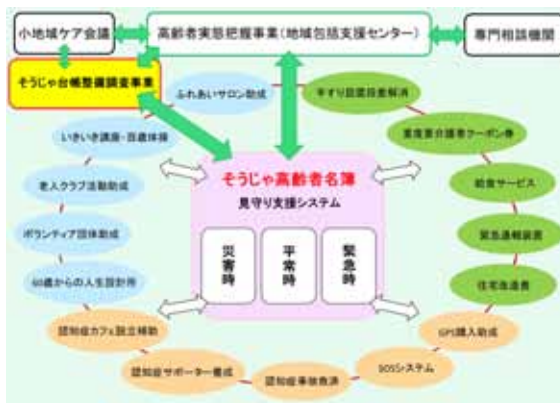 小地域ケア会議
高齢者実態把握事業(地域包括支援センター)
専門相談機関
そうじゃ台帳整備調査事業
ふれあいサロン助成
手すり設置段差解消
いきいき講座・百歳体操
重度要介護者クーポン券
老人クラブ活動助成
給食サービス
ボランティア団体助成
緊急通報装置
60歳からの人生設計所
住宅改造費
認知症カフェ設立補助
GPS購入助成
認知症サポーター養成
SOSシステム
認知症事故救済
そうじゃ高齢者名簿
見守り支援システム
災害時
平常時
緊急時